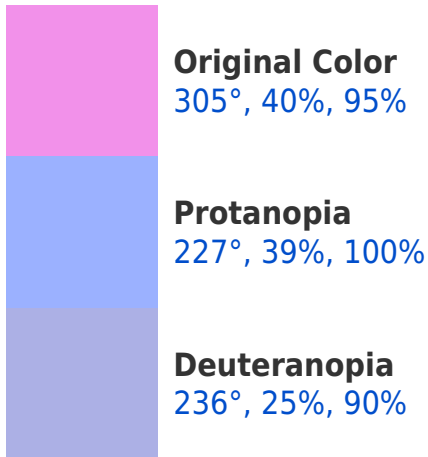 Original Color
305°, 40%, 95%
Protanopia
227°, 39%, 100%
Deuteranopia
236°, 25%, 90%